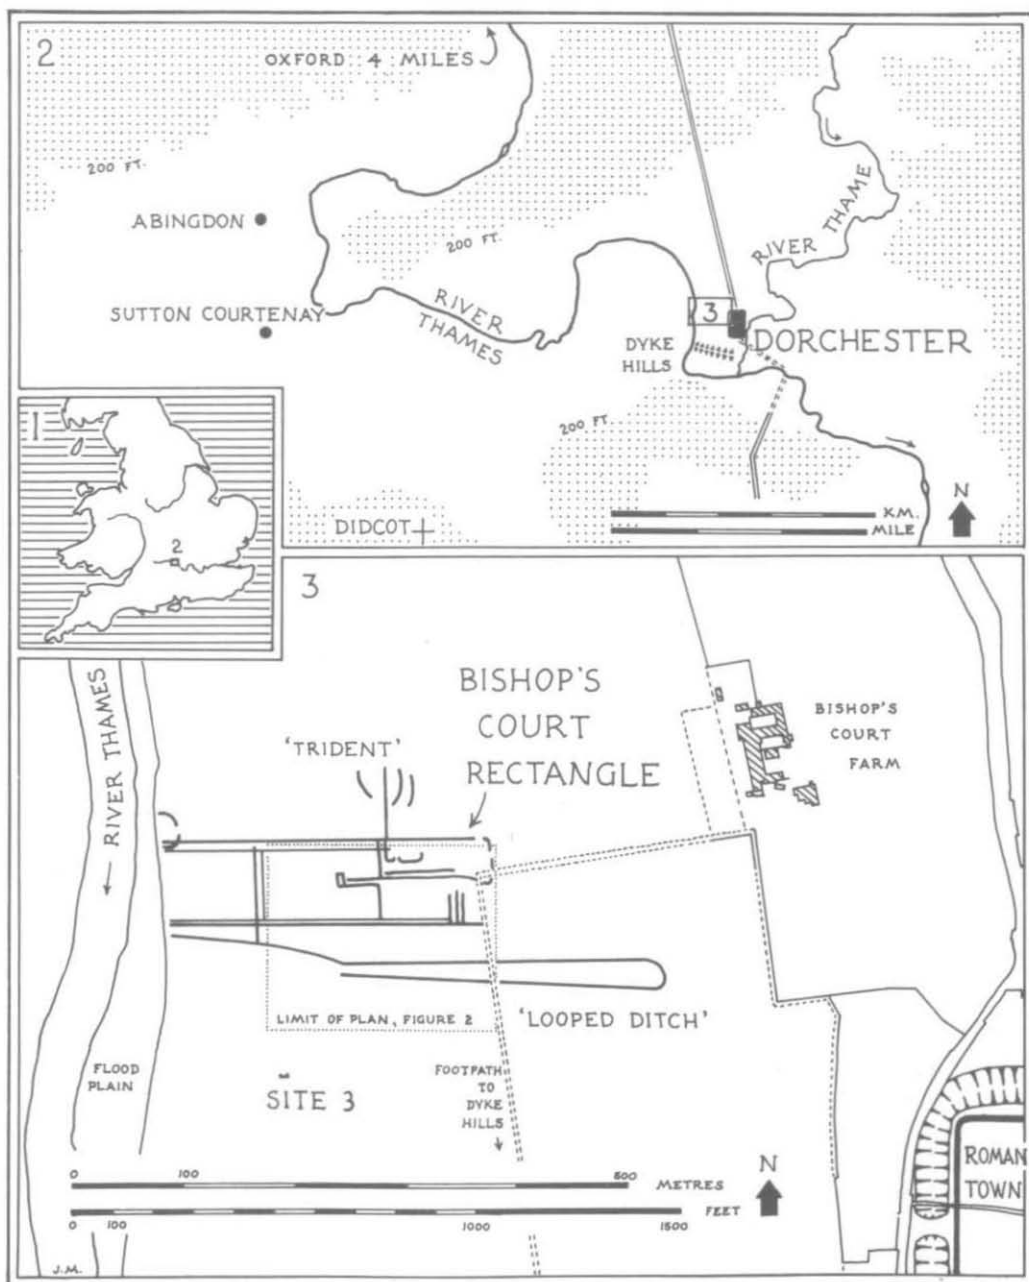 2
OXFORD 4 MILES
200 FT.
ABINGDON
200 FT.
RIVER THAME
SUTTON COURTENAY
RIVER
THAMES
3
DORCHESTER
DYKE
HILLS
200 FT.
DIDCOT
N
KM.
MILE
1
2
3
RIVER THAMES
BISHOP'S
COURT
RECTANGLE
'TRIDENT'
BISHOP'S
COURT
FARM
LIMIT OF PLAN, FIGURE 2
'LOOPED DITCH'
FLOOD
PLAIN
SITE 3
FOOTPATH
TO
DYKE
HILLS
ROMAN
TOWN
N
0 100 500 METRES
0 100 1000 1500 FEET
J.M.